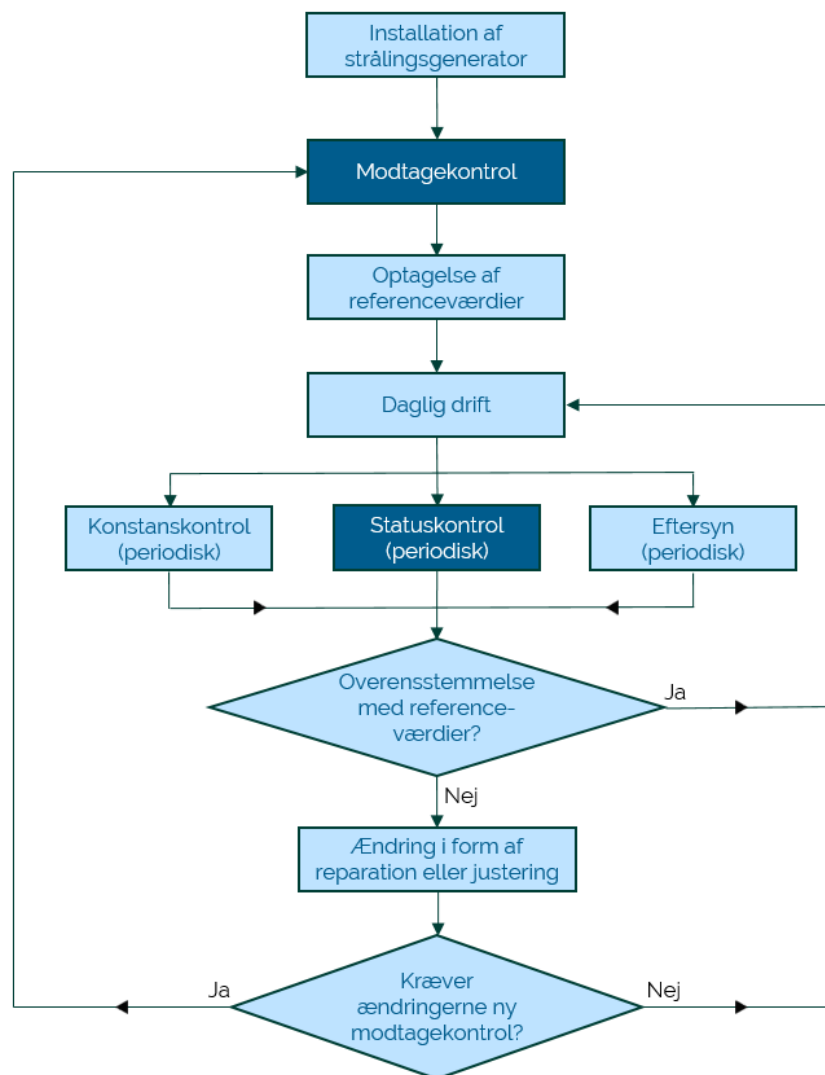 Installation af
strålingsgenerator
Modtagekontrol
Optagelse af
referenceværdier
Daglig drift
Konstanskontrol
(periodisk)
Statuskontrol
(periodisk)
Eftersyn
(periodisk)
Overensstemmelse
med reference-
værdier?
Ja
Nej
Ændring i form af
reparation eller justering
Ja
Kræver
ændringerne ny
modtagekontrol?
Nej